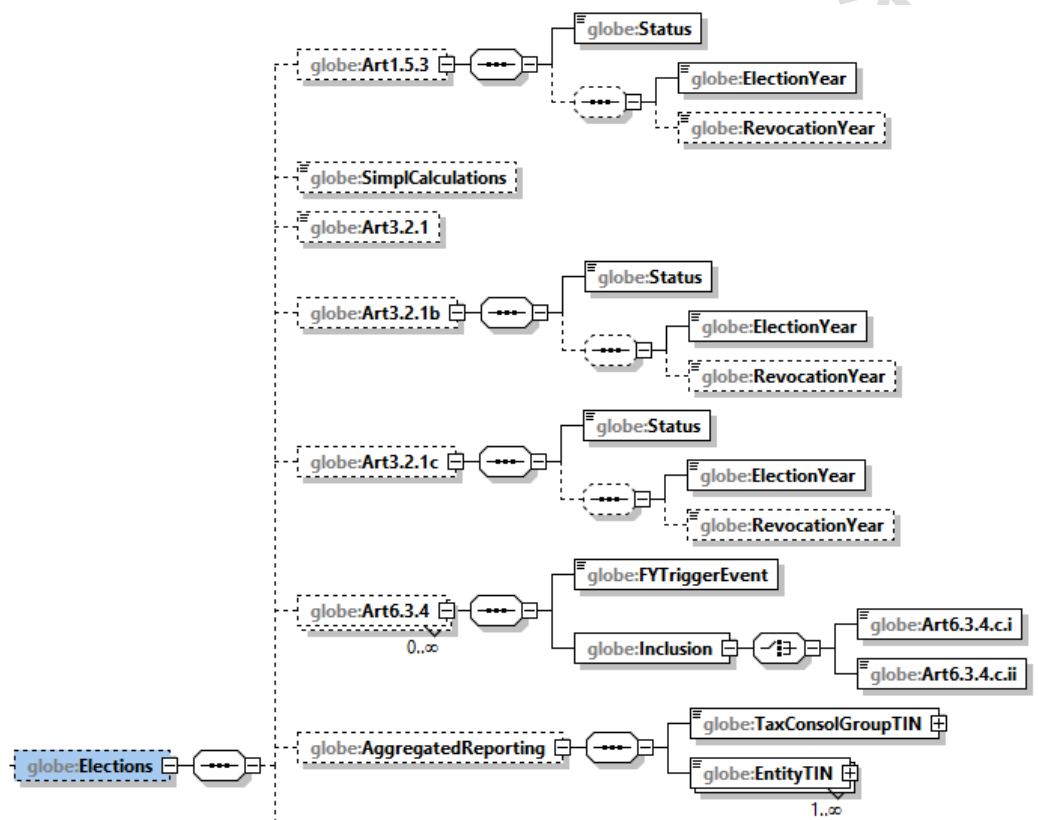 globe:Status
globe:Art1.5.3
globe:ElectionYear
globe:RevocationYear
globe:SimplCalculations
globe:Art3.2.1
globe:Status
globe:Art3.2.1b
globe:ElectionYear
globe:RevocationYear
globe:Status
globe:Art3.2.1c
globe:ElectionYear
globe:RevocationYear
globe:FYTriggerEvent
globe:Art6.3.4
0..∞
globe:Art6.3.4.c.i
globe:Inclusion
globe:Art6.3.4.c.ii
globe:TaxConsolGroupTIN
globe:AggregatedReporting
globe:Elections
globe:EntityTIN
1..∞